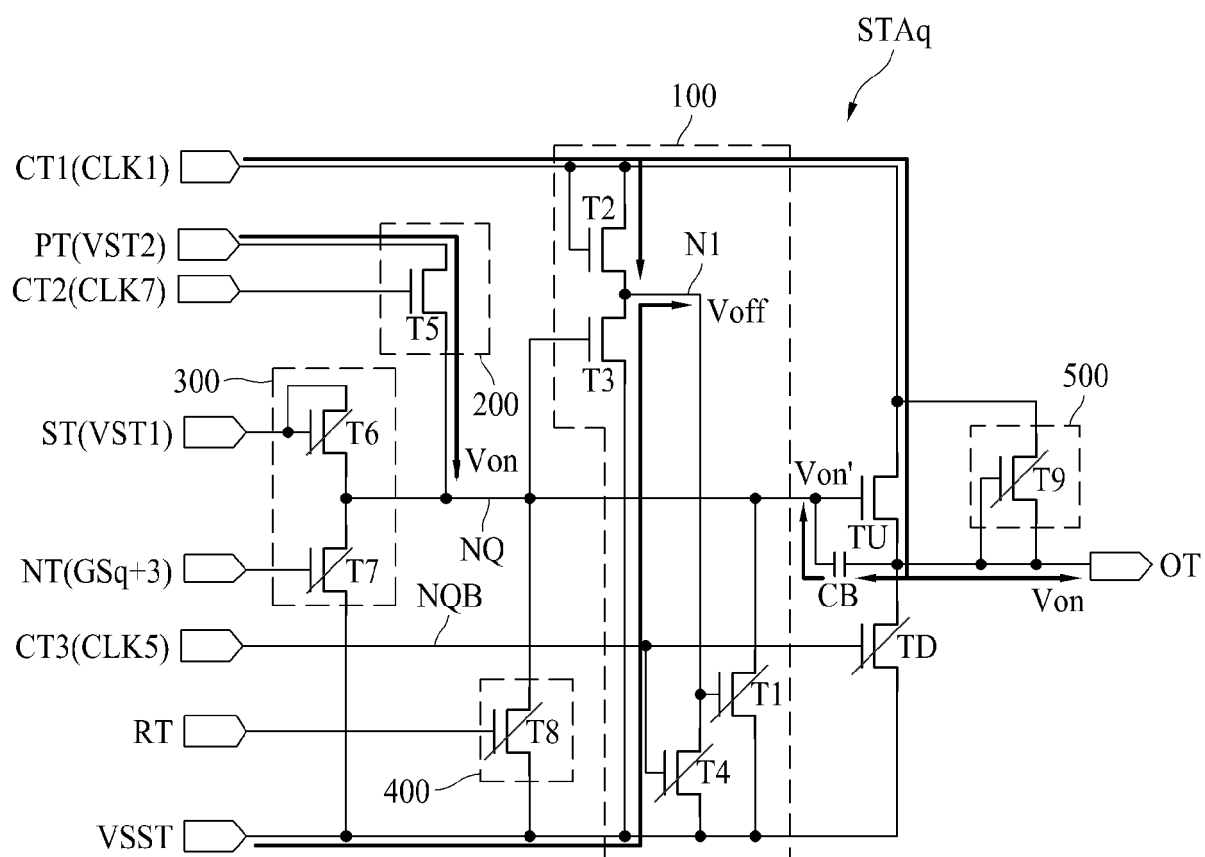 STAq
100
CT1(CLK1)
T2
PT(VST2)
N1
CT2(CLK7)
T5
Voff
T3
200
300
500
ST(VST1)
T6
Von
Von'
T9
NQ
TU
NT(GSq+3)
T7
OT
CB
Von
NQB
CT3(CLK5)
TD
T1
RT
T8
T4
400
VSST